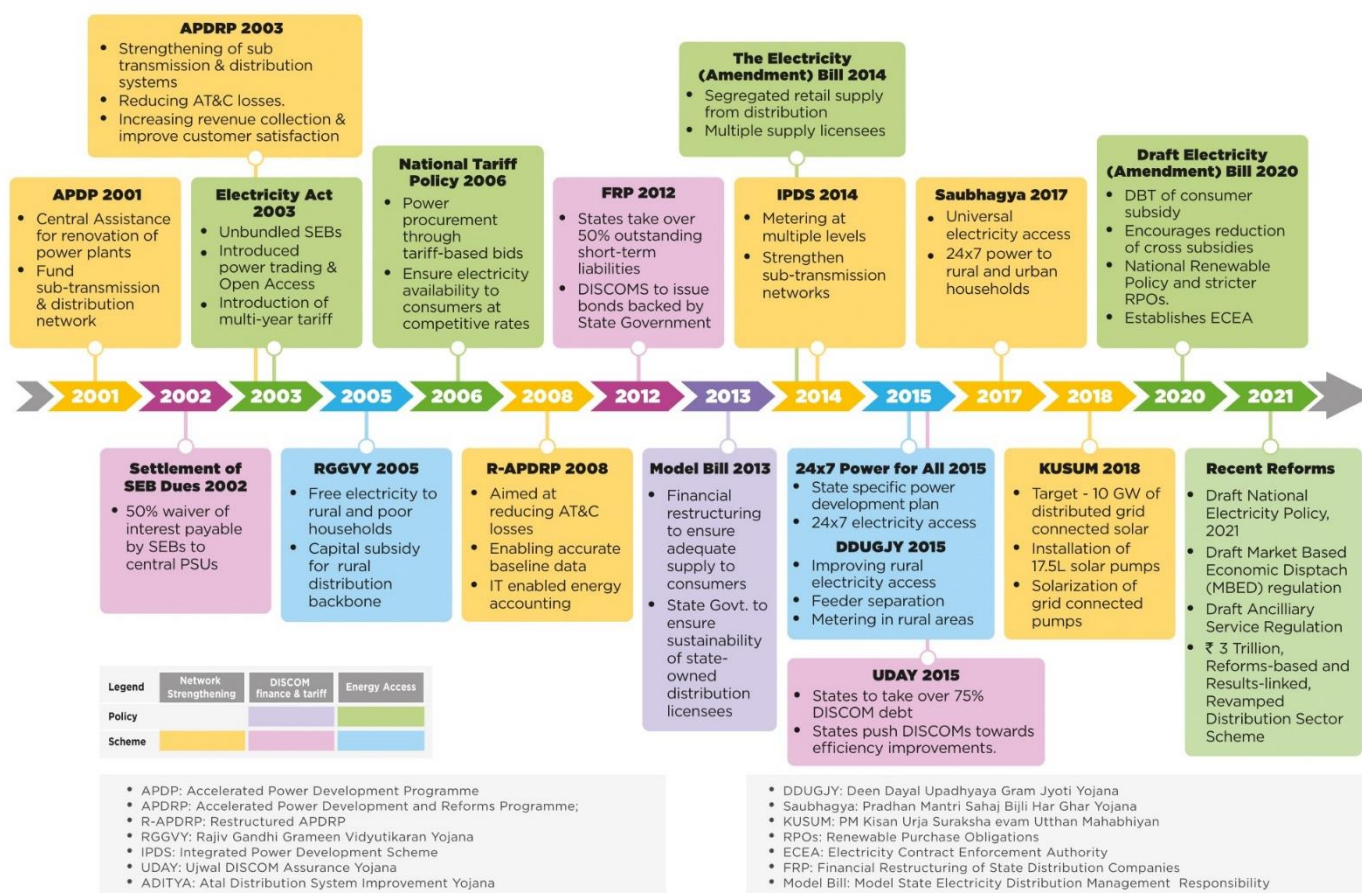 APDRP 2003
• Strengthening of sub
transmission & distribution
systems
• Reducing AT&C losses.
• Increasing revenue collection &
improve customer satisfaction
The Electricity
(Amendment) Bill 2014
• Segregated retail supply
from distribution
• Multiple supply licensees
APDP 2001
• Central Assistance
for renovation of
power plants
• Fund
sub-transmission
& distribution
network
Electricity Act
2003
• Unbundled SEBs
• Introduced
power trading &
Open Access
• Introduction of
multi-year tariff
National Tariff
Policy 2006
• Power
procurement
through
tariff-based bids
• Ensure electricity
availability to
consumers at
competitive rates
FRP 2012
• States take over
50% outstanding
short-term
liabilities
• DISCOMS to issue
bonds backed by
State Government
IPDS 2014
• Metering at
multiple levels
• Strengthen
sub-transmission
networks
Saubhagya 2017
• Universal
electricity access
• 24x7 power to
rural and urban
households
Draft Electricity
(Amendment) Bill 2020
• DBT of consumer
subsidy
• Encourages reduction
of cross subsidies
• National Renewable
Policy and stricter
RPOs.
• Establishes ECEA
2001 2002 2003 2005 2006 2008 2012 2013 2014 2015 2017 2018 2020 2021
Settlement of
SEB Dues 2002
• 50% waiver of
interest payable
by SEBs to
central PSUs
RGGVY 2005
• Free electricity to
rural and poor
households
• Capital subsidy
for rural
distribution
backbone
R-APDRP 2008
• Aimed at
reducing AT&C
losses
• Enabling accurate
baseline data
• IT enabled energy
accounting
Model Bill 2013
• Financial
restructuring
to ensure
adequate
supply to
consumers
• State Govt. to
ensure
sustainability
of state-
owned
distribution
licensees
24x7 Power for All 2015
• State specific power
development plan
• 24x7 electricity access
DDUGJY 2015
• Improving rural
electricity access
• Feeder separation
• Metering in rural areas
UDAY 2015
• States to take over 75%
DISCOM debt
• States push DISCOMs towards
efficiency improvements.
KUSUM 2018
• Target - 10 GW of
distributed grid
connected solar
• Installation of
17.5L solar pumps
• Solarization of
grid connected
pumps
Recent Reforms
• Draft National
Electricity Policy,
2021
• Draft Market Based
Economic Disptach
(MBED) regulation
• Draft Ancilliary
Service Regulation
• ₹ 3 Trillion,
Reforms-based and
Results-linked,
Revamped
Distribution Sector
Scheme
Legend
Network
Strengthening
DISCOM
finance & tariff
Energy Access
Policy
Scheme
• APDP: Accelerated Power Development Programme
• APDRP: Accelerated Power Development and Reforms Programme;
• R-APDRP: Restructured APDRP
• RGGVY: Rajiv Gandhi Grameen Vidyutikaran Yojana
• IPDS: Integrated Power Development Scheme
• UDAY: Ujwal DISCOM Assurance Yojana
• ADITYA: Atal Distribution System Improvement Yojana
• DDUGJY: Deen Dayal Upadhyaya Gram Jyoti Yojana
• Saubhagya: Pradhan Mantri Sahaj Bijli Har Ghar Yojana
• KUSUM: PM Kisan Urja Suraksha evam Utthan Mahabhiyan
• RPOs: Renewable Purchase Obligations
• ECEA: Electricity Contract Enforcement Authority
• FRP: Financial Restructuring of State Distribution Companies
• Model Bill: Model State Electricity Distribution Management Responsibility